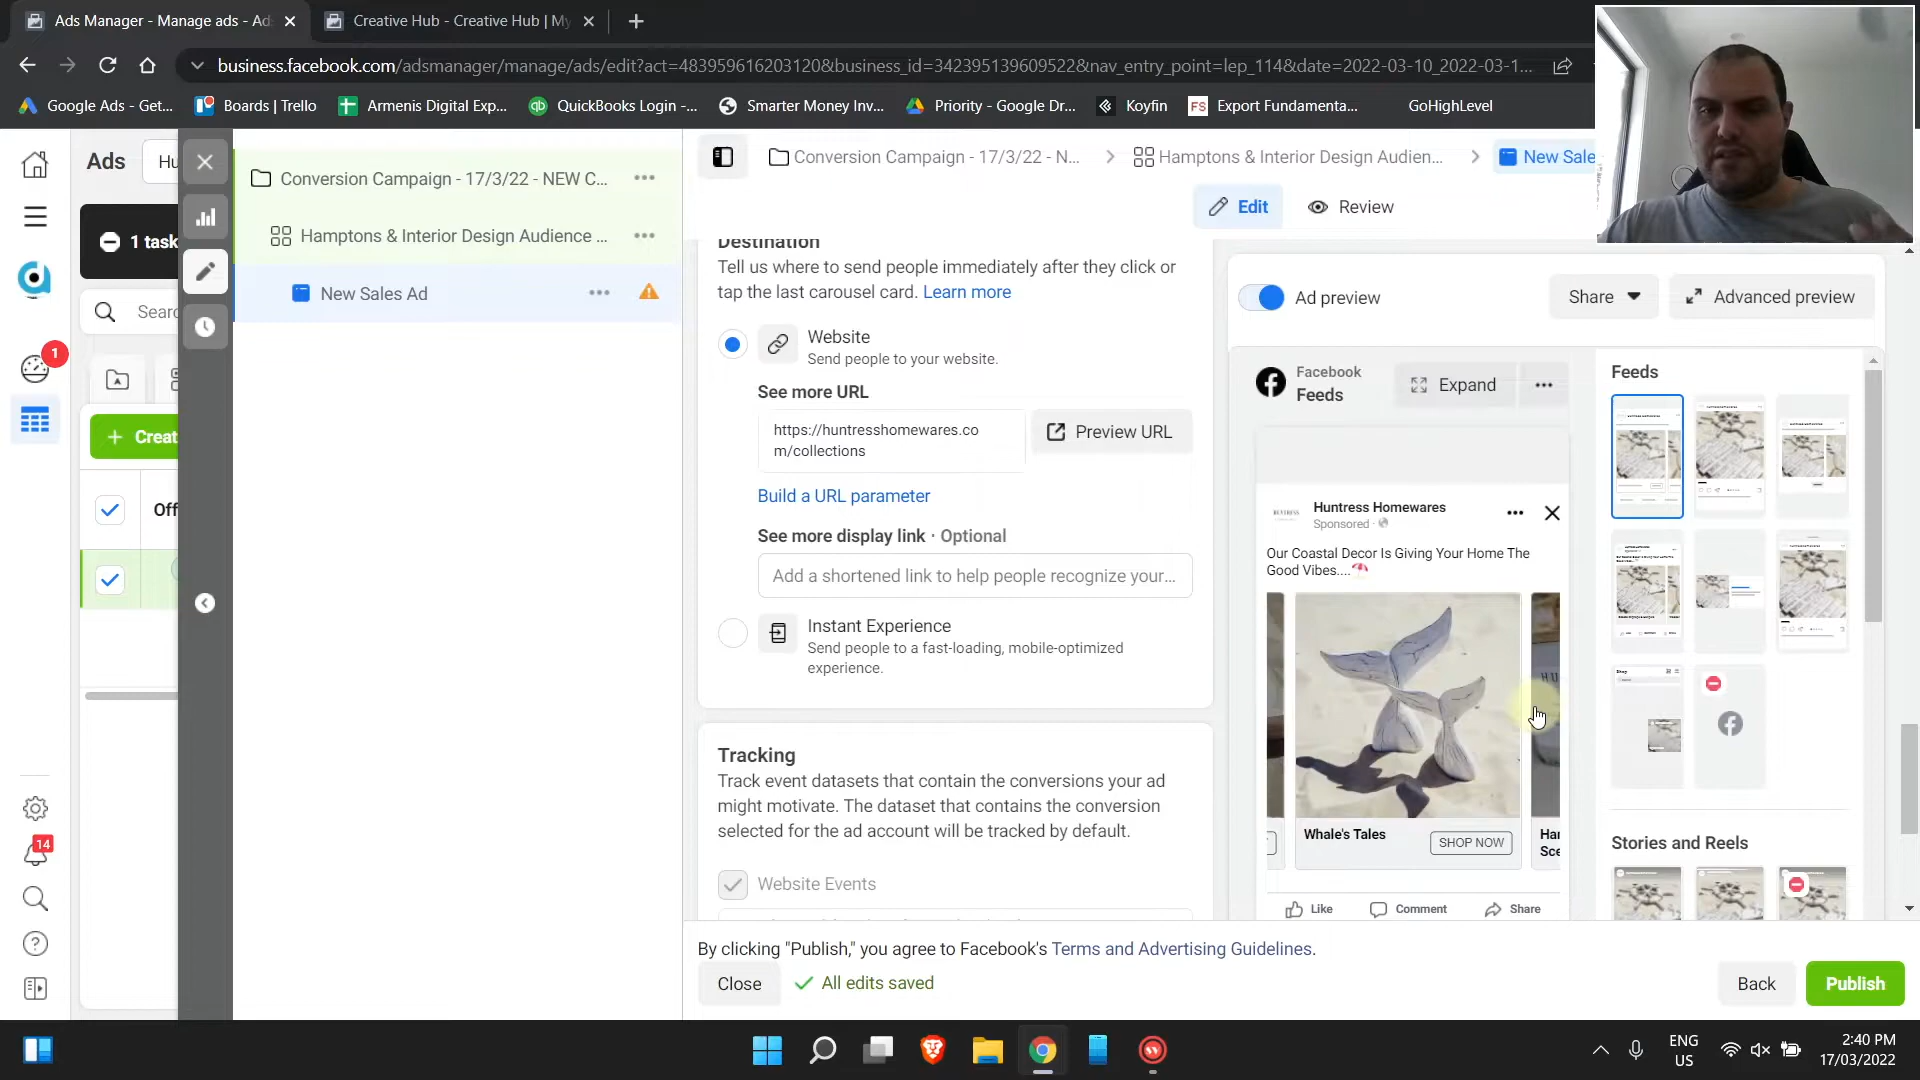 Ads Manager - Manage ads - Ad
Creative Hub - Creative Hub | My
business.facebook.com/adsmanager/manage/ads/edit?act=483959616203120&business_id=342395139609522&nav_entry_point=lep_114&date=2022-03-10_2022-03-1...
Google Ads - Get...
Boards | Trello
Armenis Digital Exp...
QuickBooks Login -...
Smarter Money Inv...
Priority - Google Dr...
Koyfin
FS
Export Fundamenta...
GoHighLevel
Ads
Hu
Conversion Campaign - 17/3/22 - NEW C...
Hamptons & Interior Design Audience ...
New Sales Ad
Conversion Campaign - 17/3/22 - N...
Hamptons & Interior Design Audien...
New Sale
Edit
Review
1 task
Sear
1
+ Creat
Off
14
Destination
Tell us where to send people immediately after they click or
tap the last carousel card. Learn more
Website
Send people to your website.
See more URL
https://huntresshomewares.co
m/collections
Preview URL
Build a URL parameter
See more display link · Optional
Add a shortened link to help people recognize your...
Instant Experience
Send people to a fast-loading, mobile-optimized
experience.
Tracking
Track event datasets that contain the conversions your ad
might motivate. The dataset that contains the conversion
selected for the ad account will be tracked by default.
Website Events
Ad preview
Share
Advanced preview
Facebook
Feeds
Expand
Huntress Homewares
Sponsored ·
Our Coastal Decor Is Giving Your Home The
Good Vibes....⛱️
Whale's Tales
SHOP NOW
Har
Sce
Like
Comment
Share
Feeds
Stories and Reels
By clicking "Publish," you agree to Facebook's Terms and Advertising Guidelines.
Close
All edits saved
Back
Publish
ENG
US
2:40 PM
17/03/2022